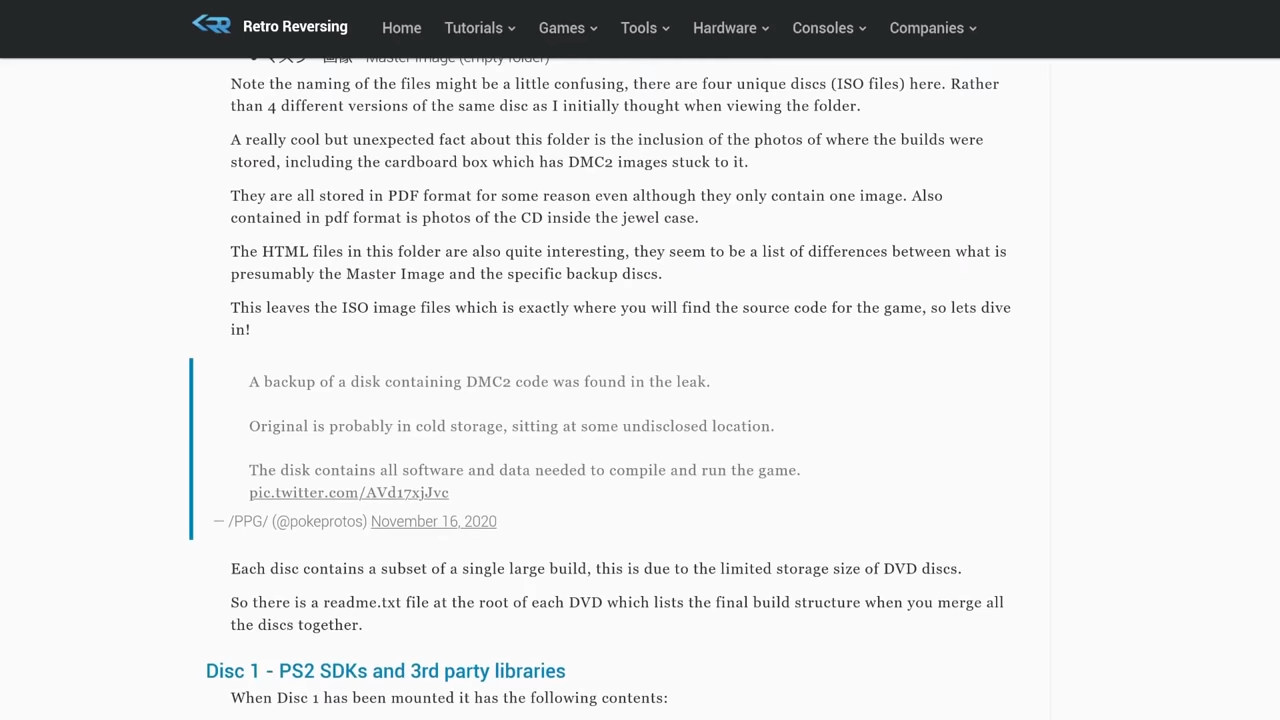 Retro Reversing
Home
Tutorials
Games
Tools
Hardware
Consoles
Companies
マスター画像 - Master Image (empty folder)
Note the naming of the files might be a little confusing, there are four unique discs (ISO files) here. Rather
than 4 different versions of the same disc as I initially thought when viewing the folder.
A really cool but unexpected fact about this folder is the inclusion of the photos of where the builds were
stored, including the cardboard box which has DMC2 images stuck to it.
They are all stored in PDF format for some reason even although they only contain one image. Also
contained in pdf format is photos of the CD inside the jewel case.
The HTML files in this folder are also quite interesting, they seem to be a list of differences between what is
presumably the Master Image and the specific backup discs.
This leaves the ISO image files which is exactly where you will find the source code for the game, so lets dive
in!
A backup of a disk containing DMC2 code was found in the leak.
Original is probably in cold storage, sitting at some undisclosed location.
The disk contains all software and data needed to compile and run the game.
pic.twitter.com/AVd17xjJvc
— /PPG/ (@pokeprotos) November 16, 2020
Each disc contains a subset of a single large build, this is due to the limited storage size of DVD discs.
So there is a readme.txt file at the root of each DVD which lists the final build structure when you merge all
the discs together.
Disc 1 - PS2 SDKs and 3rd party libraries
When Disc 1 has been mounted it has the following contents: